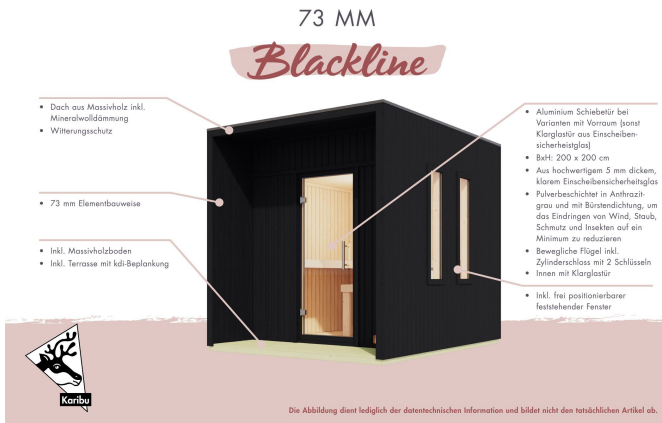 73 MM
Blackline
• Dach aus Massivholz inkl.
Mineralwolldämmung
• Witterungsschutz
• 73 mm Elementbauweise
• Inkl. Massivholzboden
• Inkl. Terrasse mit kdi-Beplankung
• Aluminium Schiebetür bei
Varianten mit Vorraum (sonst
Klarglastür aus Einscheiben-
sicherheistglas)
• BxH: 200 x 200 cm
• Aus hochwertigem 5 mm dickem,
klarem Einscheibensicherheitsglas
• Pulverbeschichtet in Anthrazit-
grau und mit Bürstendichtung, um
das Eindringen von Wind, Staub,
Schmutz und Insekten auf ein
Minimum zu reduzieren
• Bewegliche Flügel inkl.
Zylinderschloss mit 2 Schlüsseln
• Innen mit Klarglastür
• Inkl. frei positionierbarer
feststehender Fenster
Karibu
Die Abbildung dient lediglich der datentechnischen Information und bildet nicht den tatsächlichen Artikel ab.